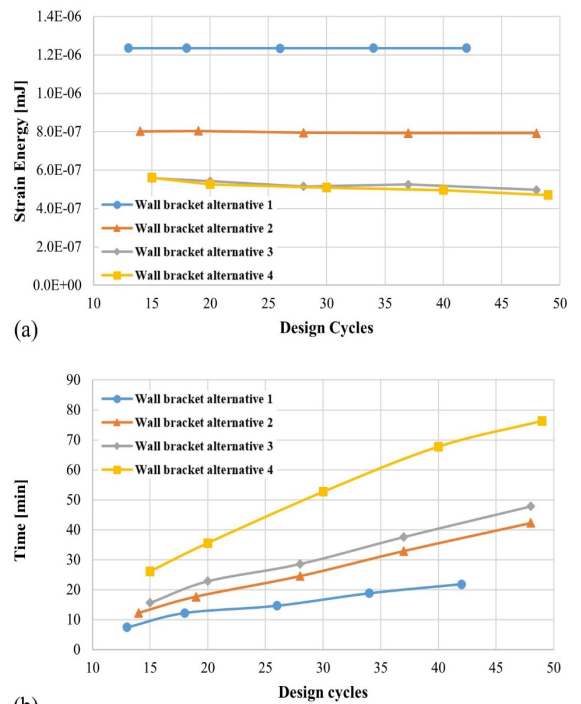 1.4E-06
1.2E-06
1.0E-06
8.0E-07
6.0E-07
4.0E-07
2.0E-07
0.0E+00
Strain Energy [mJ]
Wall bracket alternative 1
Wall bracket alternative 2
Wall bracket alternative 3
Wall bracket alternative 4
10 15 20 25 30 35 40 45 50
Design Cycles
(a)
90
80
70
60
50
40
30
20
10
0
Time [min]
Wall bracket alternative 1
Wall bracket alternative 2
Wall bracket alternative 3
Wall bracket alternative 4
10 15 20 25 30 35 40 45 50
Design cycles
(b)